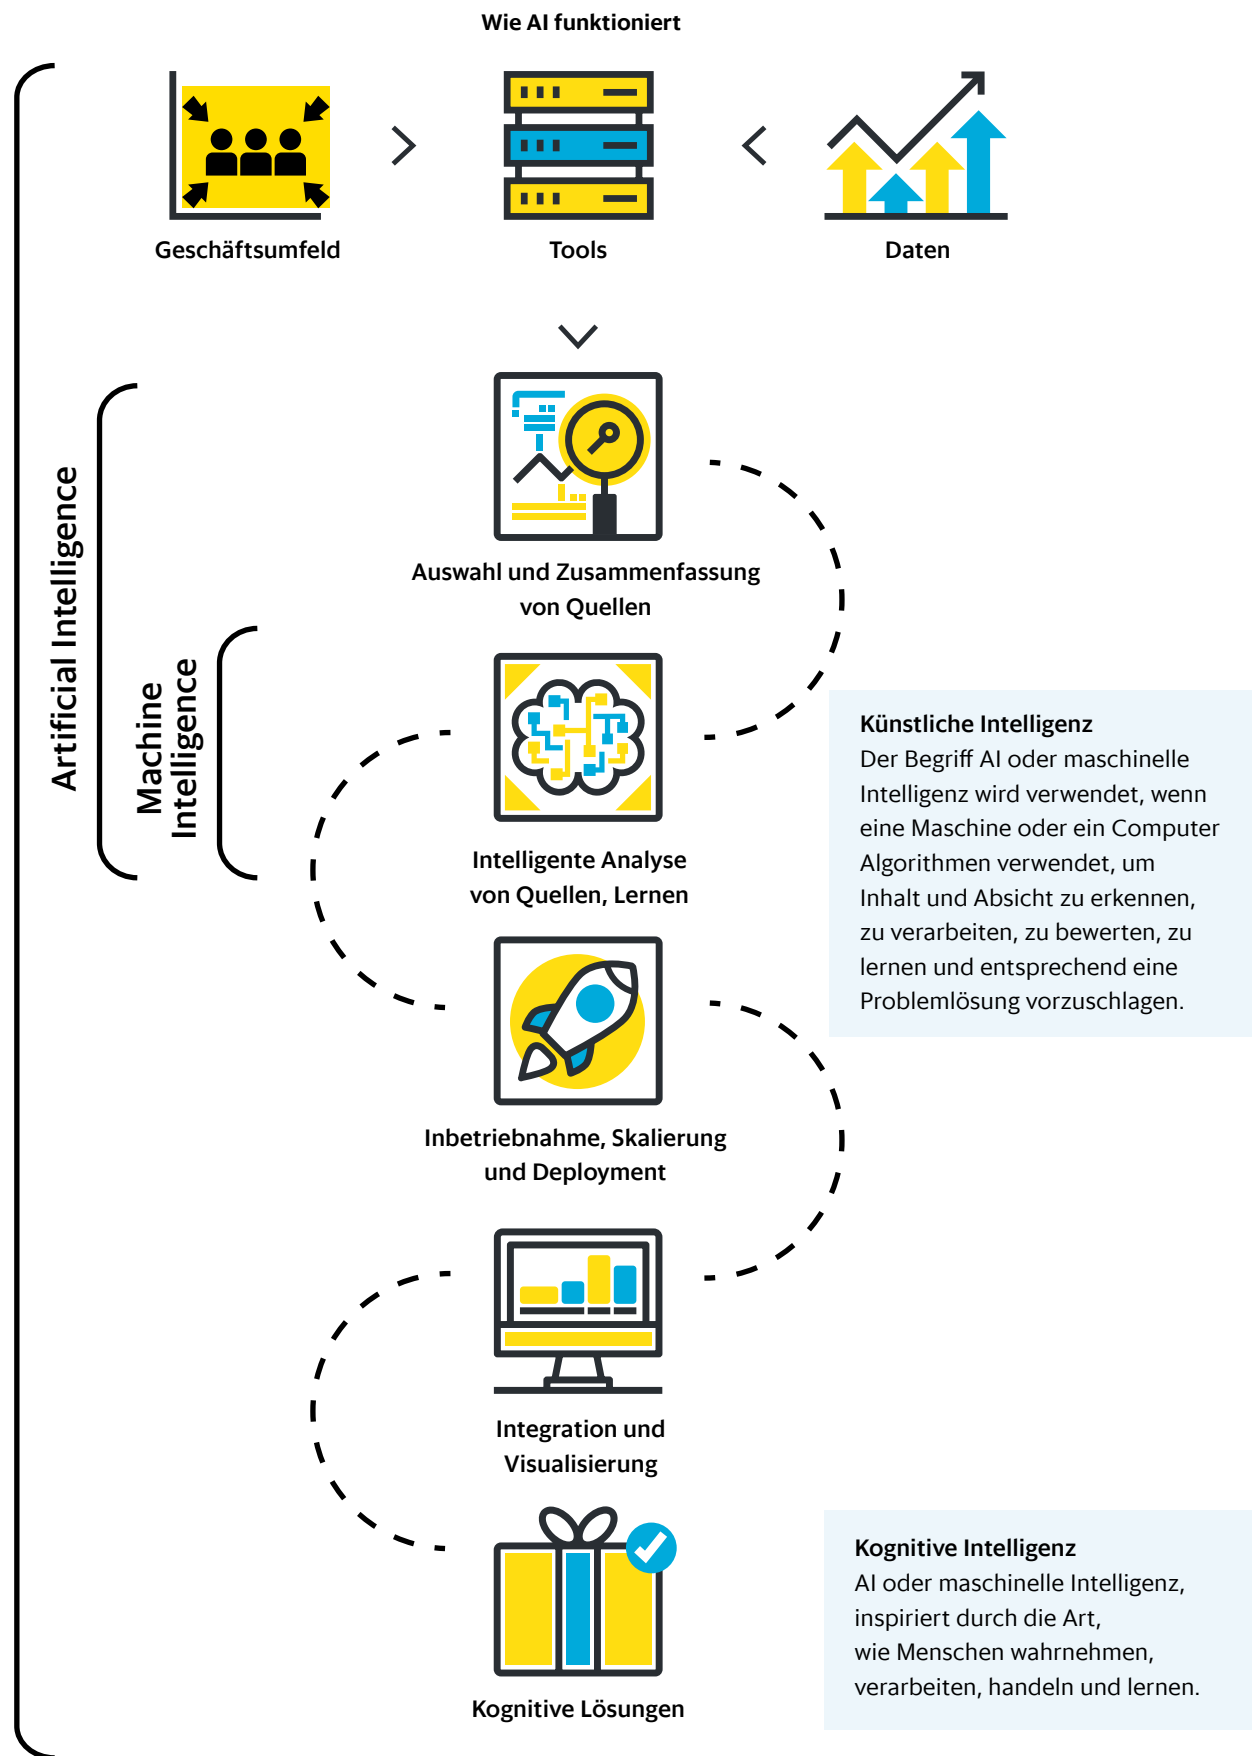 Wie AI funktioniert
Geschäftsumfeld
Tools
Daten
Artificial Intelligence
Machine
Intelligence
Auswahl und Zusammenfassung
von Quellen
Intelligente Analyse
von Quellen, Lernen
Künstliche Intelligenz
Der Begriff AI oder maschinelle
Intelligenz wird verwendet, wenn
eine Maschine oder ein Computer
Algorithmen verwendet, um
Inhalt und Absicht zu erkennen,
zu verarbeiten, zu bewerten, zu
lernen und entsprechend eine
Problemlösung vorzuschlagen.
Inbetriebnahme, Skalierung
und Deployment
Integration und
Visualisierung
Kognitive Lösungen
Kognitive Intelligenz
AI oder maschinelle Intelligenz,
inspiriert durch die Art,
wie Menschen wahrnehmen,
verarbeiten, handeln und lernen.